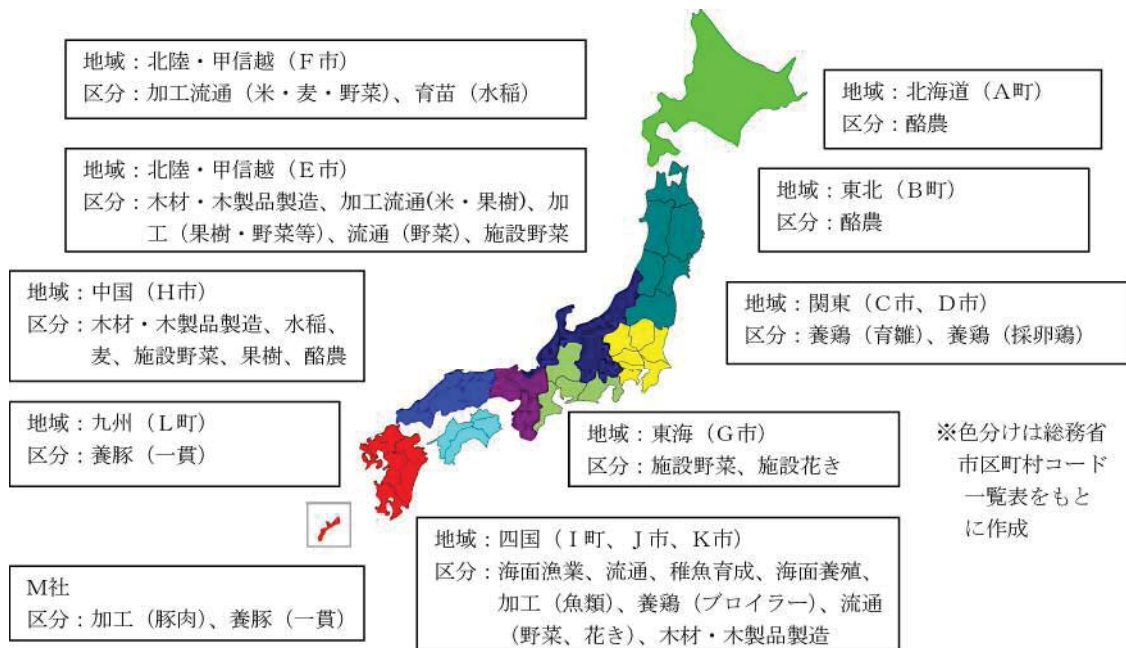 地域：北陸・甲信越（Ｆ市）
区分：加工流通（米・麦・野菜）、育苗（水稲）
地域：北海道（Ａ町）
区分：酪農
地域：北陸・甲信越（Ｅ市）
区分：木材・木製品製造、加工流通(米・果樹)、加
工（果樹・野菜等）、流通（野菜）、施設野菜
地域：東北（Ｂ町）
区分：酪農
地域：中国（Ｈ市）
区分：木材・木製品製造、水稲、
麦、施設野菜、果樹、酪農
地域：関東（Ｃ市、Ｄ市）
区分：養鶏（育雛）、養鶏（採卵鶏）
地域：九州（Ｌ町）
区分：養豚（一貫）
地域：東海（Ｇ市）
区分：施設野菜、施設花き
※色分けは総務省
市区町村コード
一覧表をもと
に作成
地域：四国（Ｉ町、Ｊ市、Ｋ市）
区分：海面漁業、流通、稚魚育成、海面養殖、
加工（魚類）、養鶏（ブロイラー）、流通
（野菜、花き）、木材・木製品製造
Ｍ社
区分：加工（豚肉）、養豚（一貫）